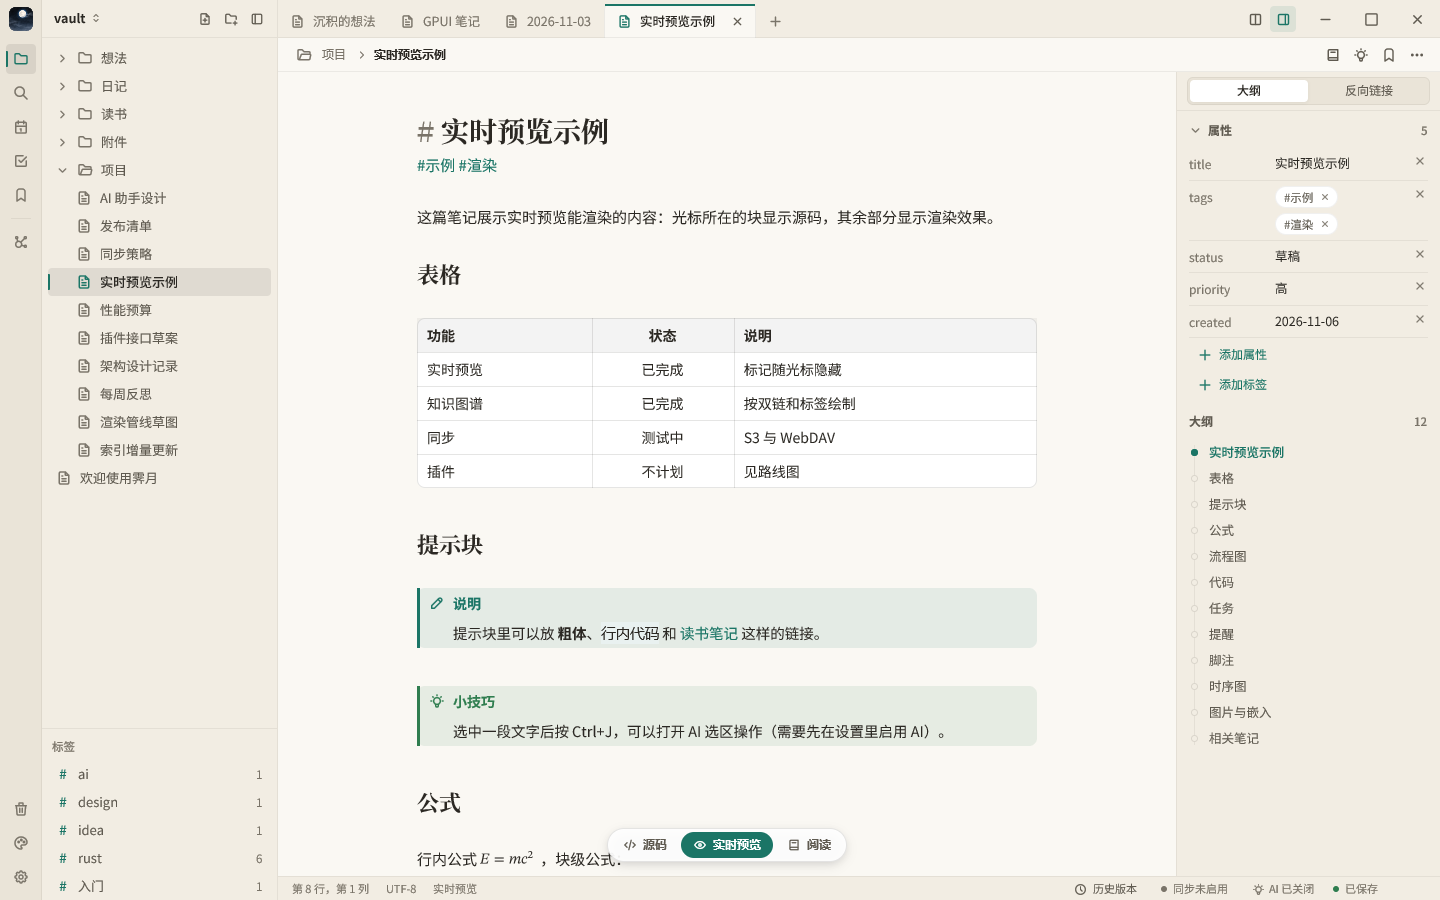 vault
沉积的想法
GPUI 笔记
2026-11-03
实时预览示例
想法
日记
读书
附件
项目
AI 助手设计
发布清单
同步策略
实时预览示例
性能预算
插件接口草案
架构设计记录
每周反思
渲染管线草图
索引增量更新
欢迎使用霁月
标签
# ai 1
# design 1
# idea 1
# rust 6
# 入门 1
项目 > 实时预览示例
# 实时预览示例
#示例 #渲染
这篇笔记展示实时预览能渲染的内容：光标所在的块显示源码，其余部分显示渲染效果。
表格
功能 状态 说明
实时预览 已完成 标记随光标隐藏
知识图谱 已完成 按双链和标签绘制
同步 测试中 S3 与 WebDAV
插件 不计划 见路线图
提示块
说明
提示块里可以放 粗体、行内代码 和 读书笔记 这样的链接。
小技巧
选中一段文字后按 Ctrl+J，可以打开 AI 选区操作（需要先在设置里启用 AI）。
公式
行内公式 E = mc² ，块级公式：
源码 实时预览 阅读
大纲 反向链接
属性 5
title 实时预览示例
tags #示例
#渲染
status 草稿
priority 高
created 2026-11-06
添加属性
添加标签
大纲 12
实时预览示例
表格
提示块
公式
流程图
代码
任务
提醒
脚注
时序图
图片与嵌入
相关笔记
第 8 行，第 1 列 UTF-8 实时预览
历史版本 同步未启用 AI 已关闭 已保存